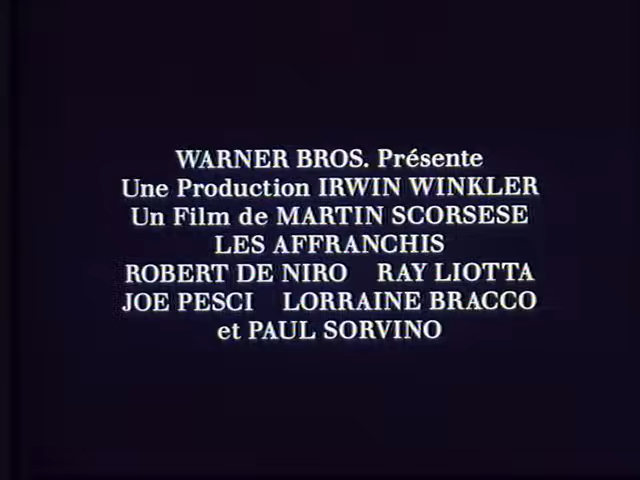 WARNER BROS. Présente
Une Production IRWIN WINKLER
Un Film de MARTIN SCORSESE
LES AFFRANCHIS
ROBERT DE NIRO RAY LIOTTA
JOE PESCI LORRAINE BRACCO
et PAUL SORVINO